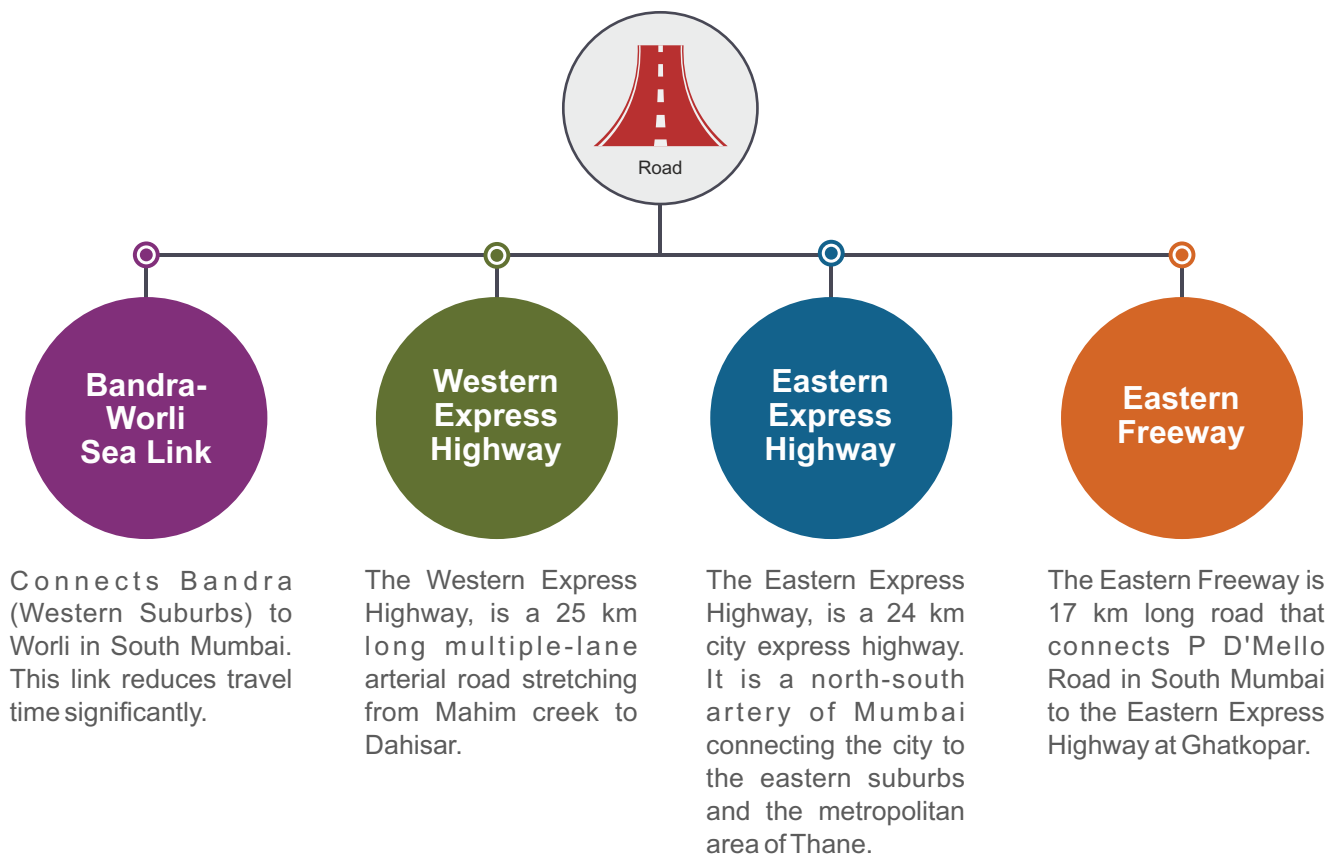 Road
Bandra-
Worli
Sea Link
Western
Express
Highway
Eastern
Express
Highway
Eastern
Freeway
Connects Bandra
(Western Suburbs) to
Worli in South Mumbai.
This link reduces travel
time significantly.
The Western Express
Highway, is a 25 km
long multiple-lane
arterial road stretching
from Mahim creek to
Dahisar.
The Eastern Express
Highway, is a 24 km
city express highway.
It is a north-south
artery of Mumbai
connecting the city to
the eastern suburbs
and the metropolitan
area of Thane.
The Eastern Freeway is
17 km long road that
connects P D'Mello
Road in South Mumbai
to the Eastern Express
Highway at Ghatkopar.